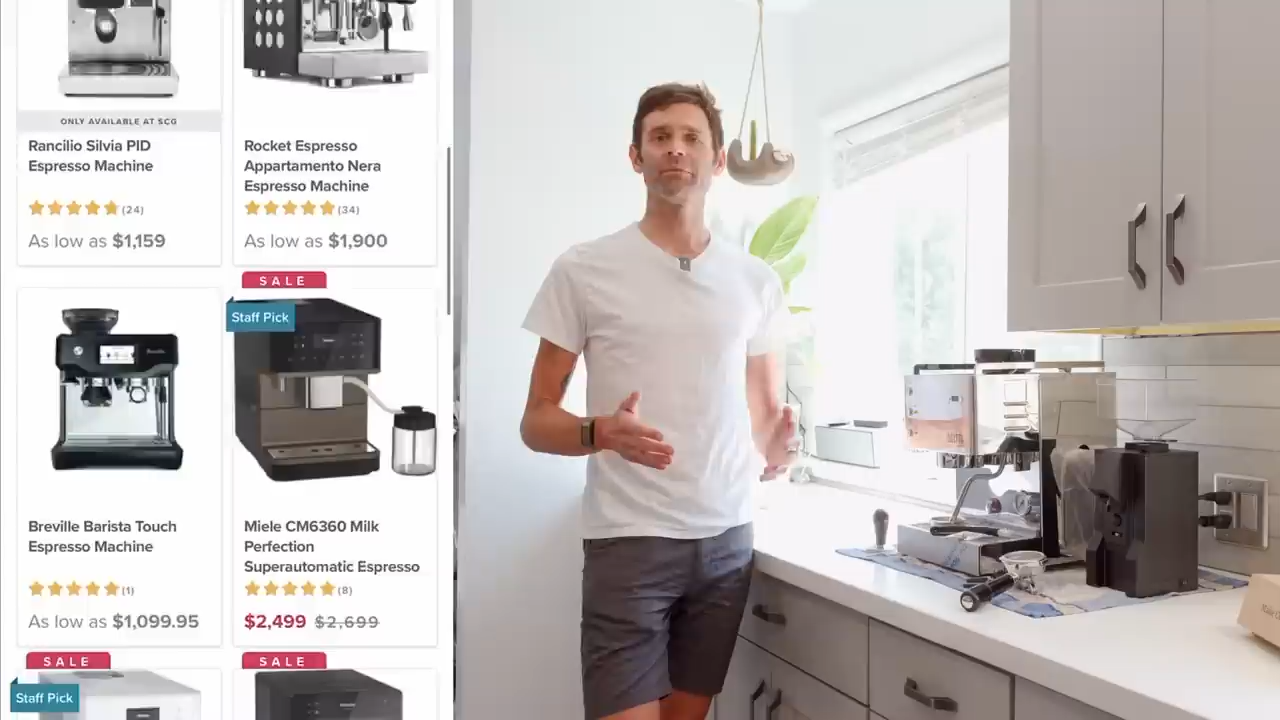 ONLY AVAILABLE AT SCG
Rancilio Silvia PID
Espresso Machine
(24)
As low as $1,159
Rocket Espresso
Appartamento Nera
Espresso Machine
(34)
As low as $1,900
Breville Barista Touch
Espresso Machine
(1)
As low as $1,099.95
SALE
Staff Pick
Miele CM6360 Milk
Perfection
Superautomatic Espresso
(8)
$2,499 $2,699
SALE
Staff Pick
SALE